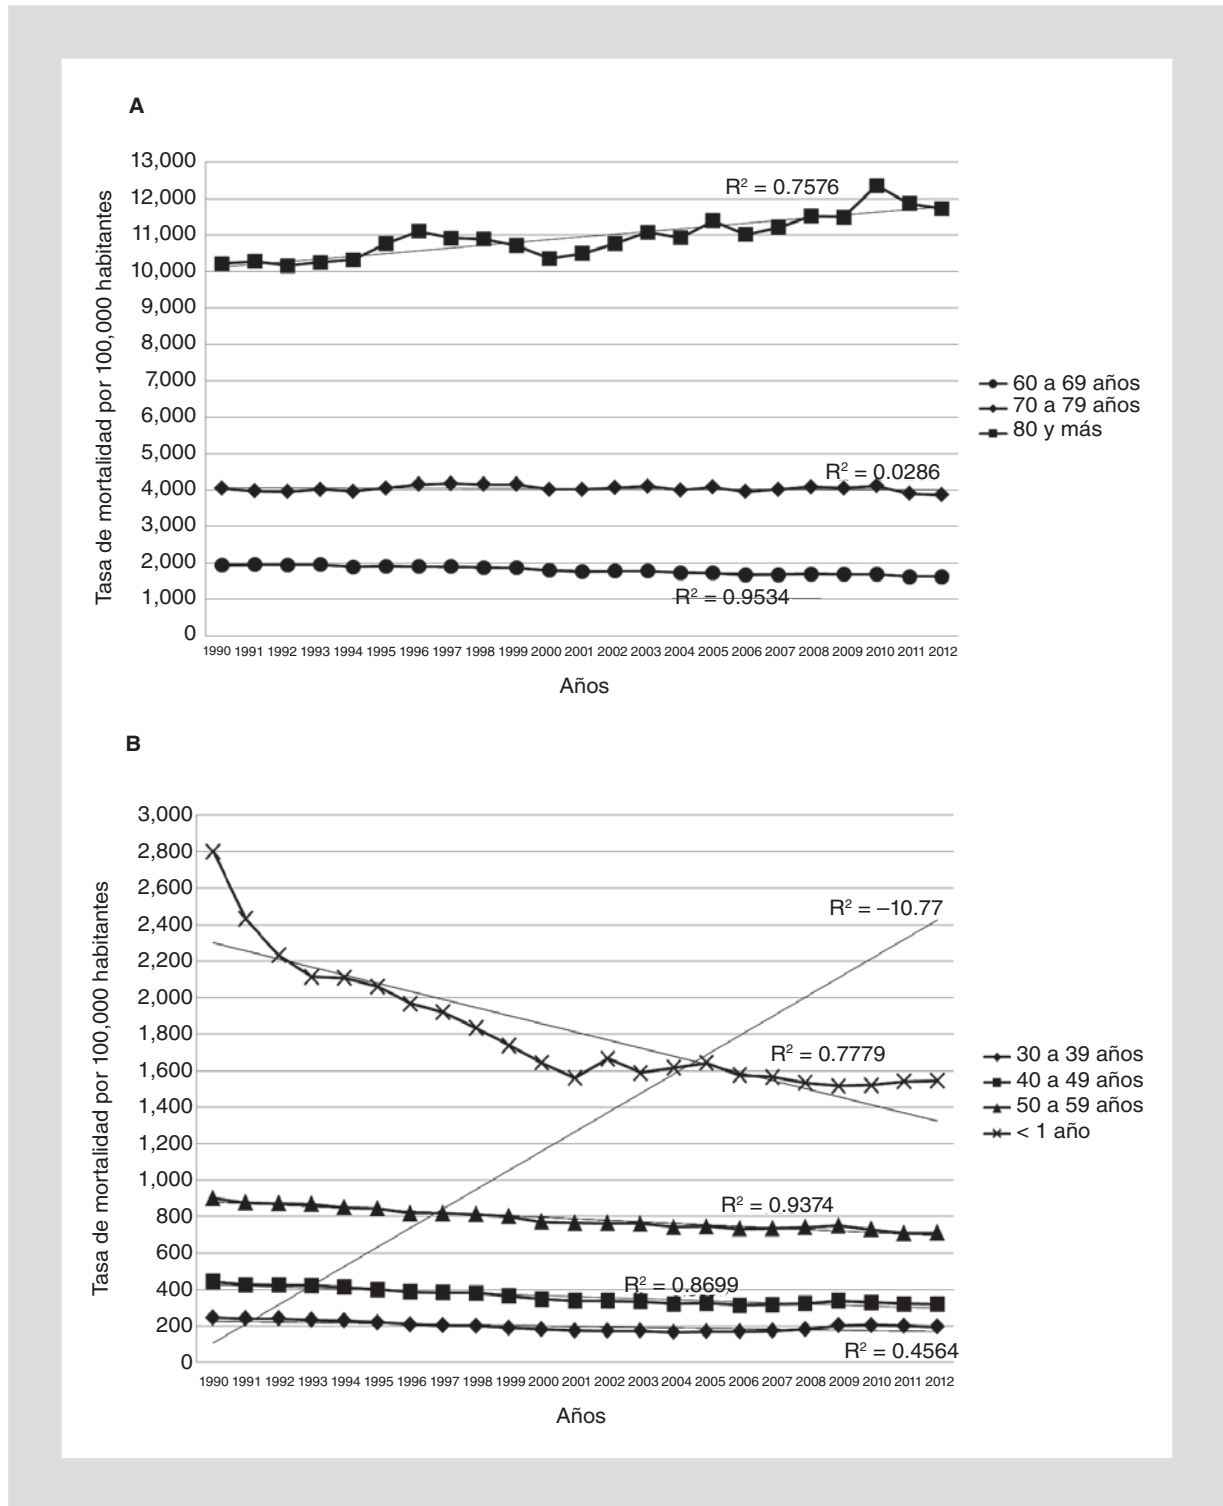 A
Tasa de mortalidad por 100,000 habitantes
13,000
12,000
11,000
10,000
9,000
8,000
7,000
6,000
5,000
4,000
3,000
2,000
1,000
0
R² = 0.7576
R² = 0.0286
R² = 0.9534
1990 1991 1992 1993 1994 1995 1996 1997 1998 1999 2000 2001 2002 2003 2004 2005 2006 2007 2008 2009 2010 2011 2012
Años
60 a 69 años
70 a 79 años
80 y más
B
Tasa de mortalidad por 100,000 habitantes
3,000
2,800
2,600
2,400
2,200
2,000
1,800
1,600
1,400
1,200
1,000
800
600
400
200
0
R² = –10.77
R² = 0.7779
R² = 0.9374
R² = 0.8699
R² = 0.4564
1990 1991 1992 1993 1994 1995 1996 1997 1998 1999 2000 2001 2002 2003 2004 2005 2006 2007 2008 2009 2010 2011 2012
Años
30 a 39 años
40 a 49 años
50 a 59 años
< 1 año